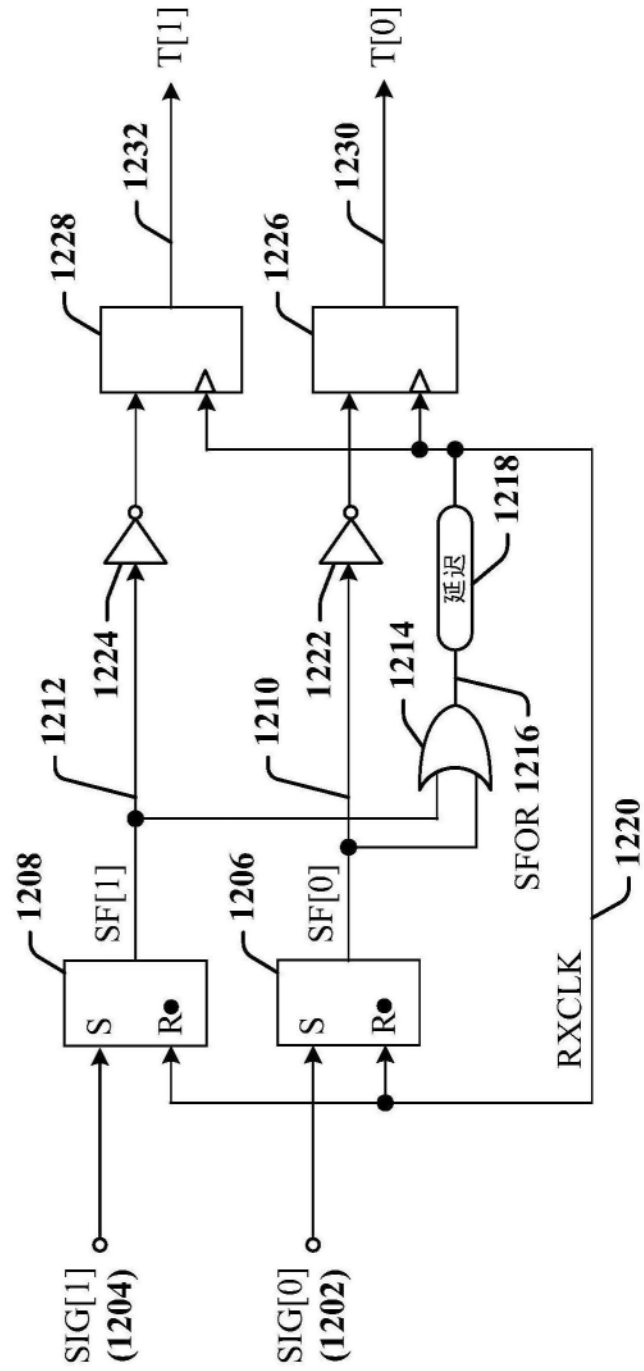 SIG[1]
(1204)
1208
S
R
SF[1]
1212
1224
1228
1232
T[1]
SIG[0]
(1202)
1206
S
R
SF[0]
1210
1222
1226
1230
T[0]
1214
SFOR 1216
延迟
1218
RXCLK
1220